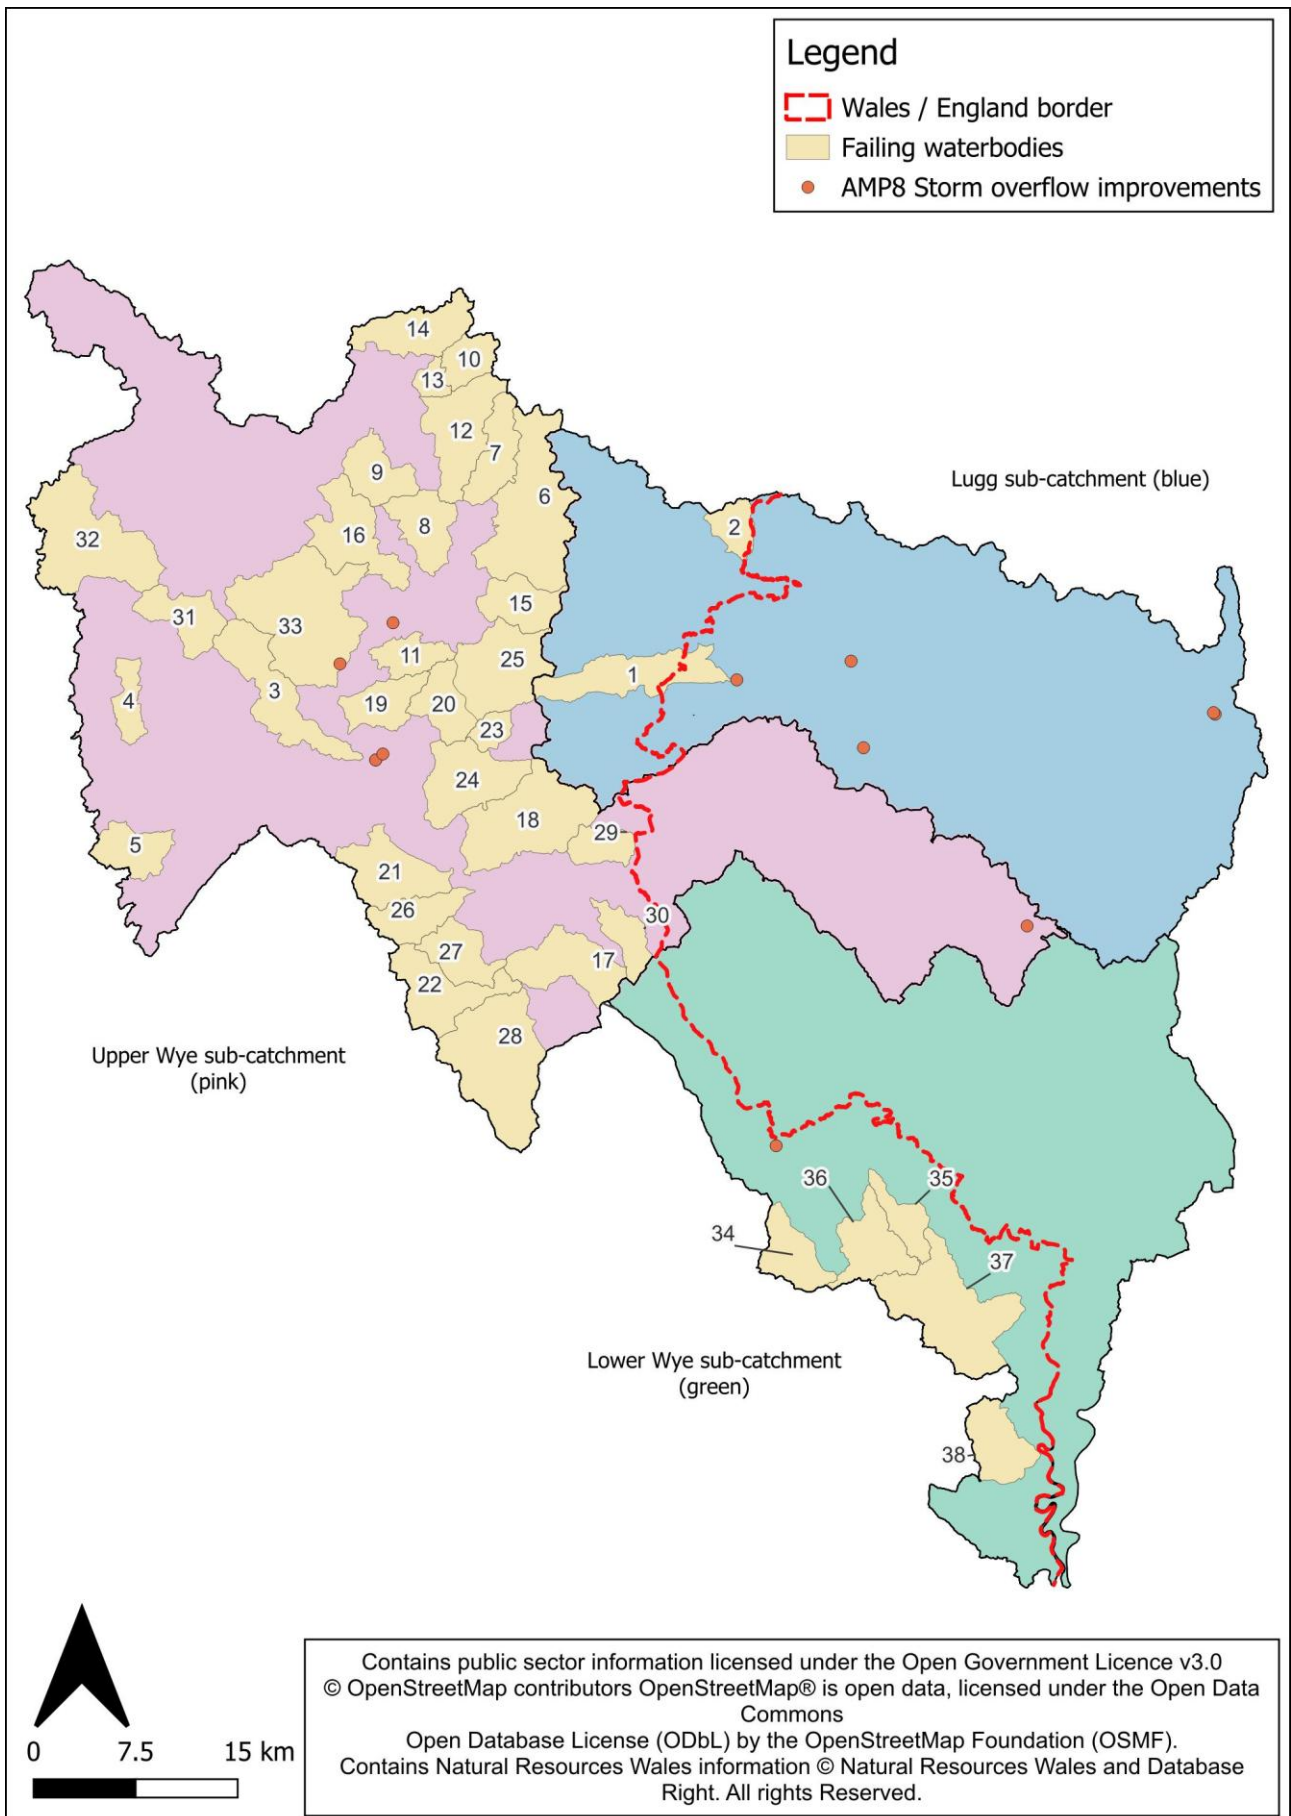 Legend
Wales / England border
Failing waterbodies
AMP8 Storm overflow improvements
14
10
13
12
7
9
6
Lugg sub-catchment (blue)
8
2
16
32
15
31
33
11
25
1
4
3
19
20
23
24
18
29
5
21
26
30
27
17
22
28
Upper Wye sub-catchment
(pink)
36
35
34
37
Lower Wye sub-catchment
(green)
38
0 7.5 15 km
Contains public sector information licensed under the Open Government Licence v3.0
© OpenStreetMap contributors OpenStreetMap® is open data, licensed under the Open Data
Commons
Open Database License (ODbL) by the OpenStreetMap Foundation (OSMF).
Contains Natural Resources Wales information © Natural Resources Wales and Database
Right. All rights Reserved.